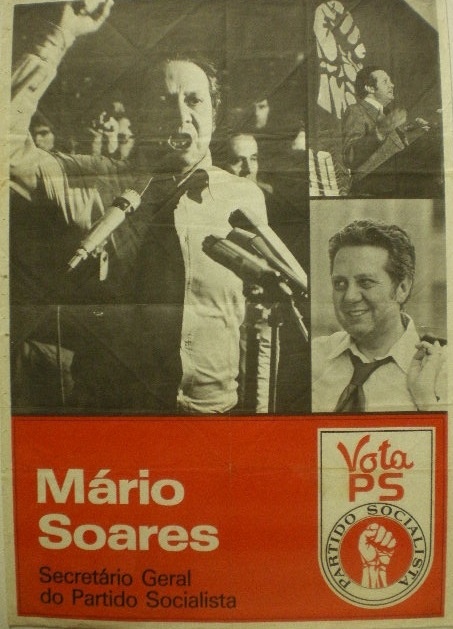 Mário
Soares
Secretário Geral
do Partido Socialista
Vota
PS
PARTIDO SOCIALISTA